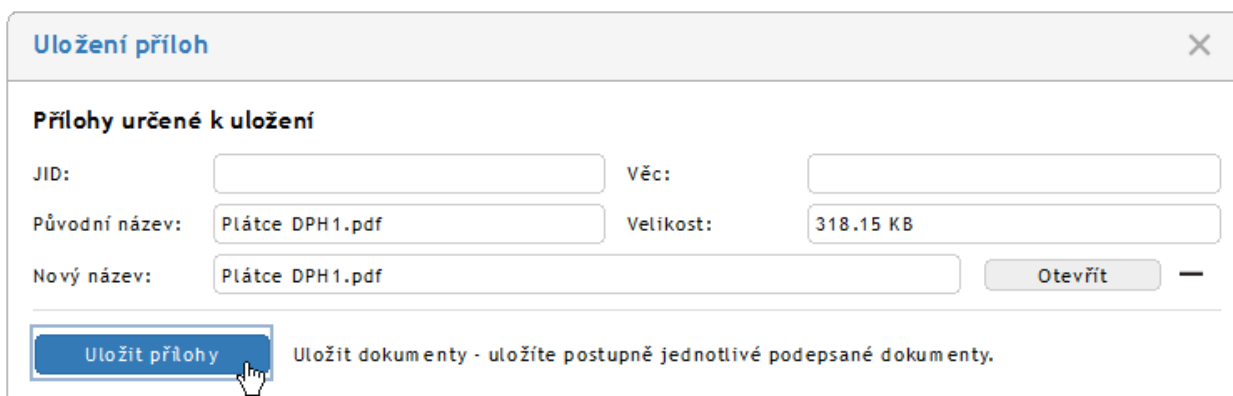 Uložení příloh
Přílohy určené k uložení
JID: Věc:
Původní název: Plátce DPH1.pdf Velikost: 318.15 KB
Nový název: Plátce DPH1.pdf Otevřít
Uložit přílohy Uložit dokumenty - uložíte postupně jednotlivé podepsané dokumenty.